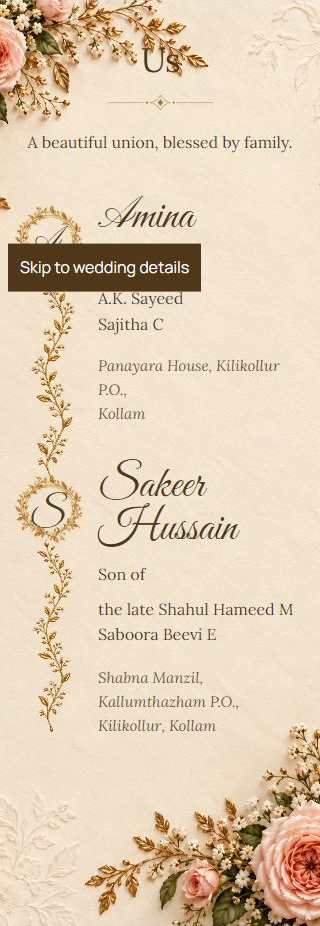 Us
A beautiful union, blessed by family.
Amina
Skip to wedding details
A.K. Sayeed
Sajitha C
Panayara House, Kilikollur
P.O.,
Kollam
S
Sakeer
Hussain
Son of
the late Shahul Hameed M
Saboora Beevi E
Shabna Manzil,
Kallumthazham P.O.,
Kilikollur, Kollam